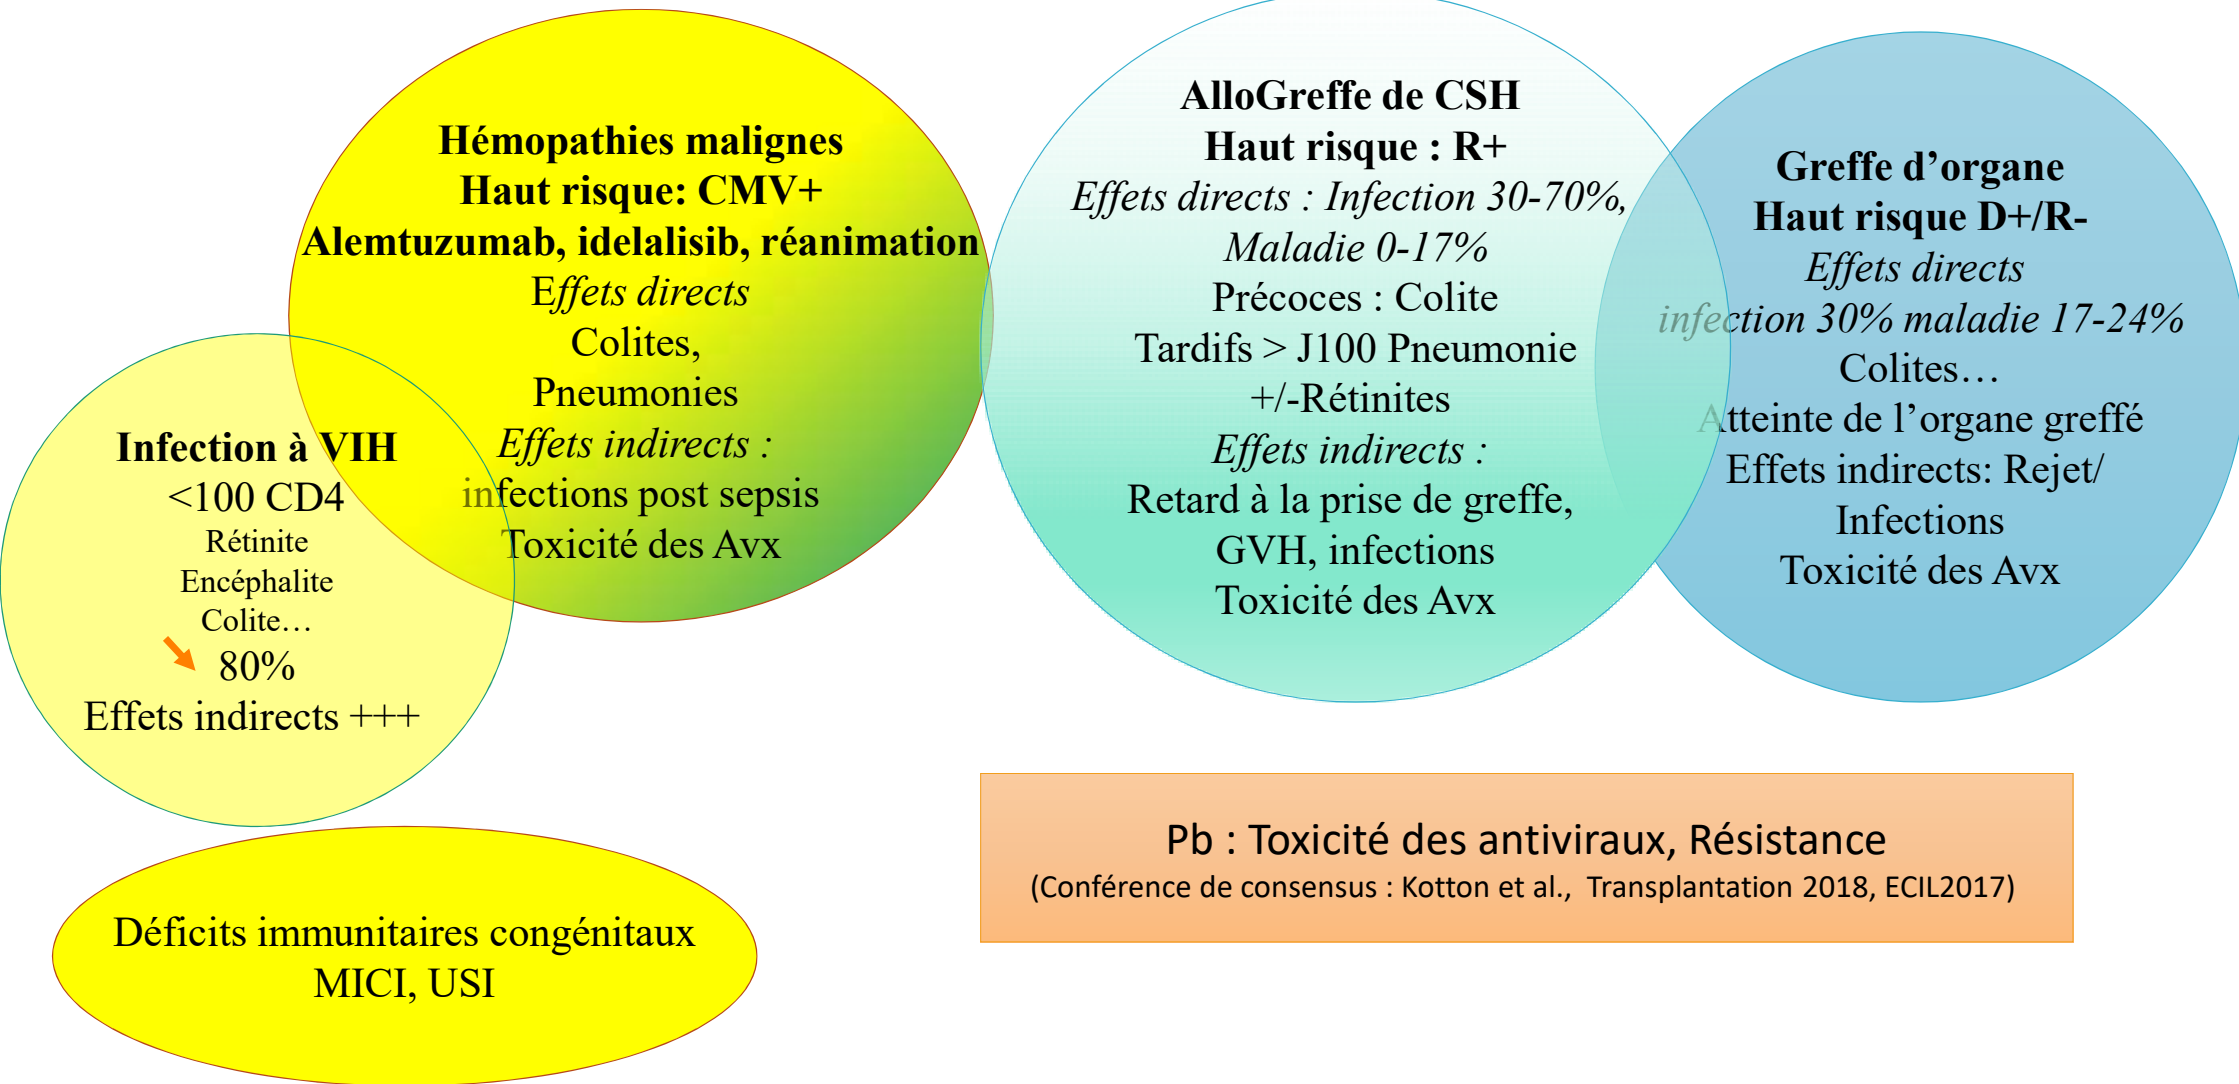 Hémopathies malignes
Haut risque: CMV+
Alemtuzumab, idelalisib, réanimation
Effets directs
Colites,
Pneumonies
Effets indirects :
infections post sepsis
Toxicité des Avx
AlloGreffe de CSH
Haut risque : R+
Effets directs : Infection 30-70%,
Maladie 0-17%
Précoces : Colite
Tardifs > J100 Pneumonie
+/-Rétinites
Effets indirects :
Retard à la prise de greffe,
GVH, infections
Toxicité des Avx
Greffe d’organe
Haut risque D+/R-
Effets directs
infection 30% maladie 17-24%
Colites…
Atteinte de l’organe greffé
Effets indirects: Rejet/
Infections
Toxicité des Avx
Infection à VIH
<100 CD4
Rétinite
Encéphalite
Colite…
80%
Effets indirects +++
Pb : Toxicité des antiviraux, Résistance
(Conférence de consensus : Kotton et al., Transplantation 2018, ECIL2017)
Déficits immunitaires congénitaux
MICI, USI